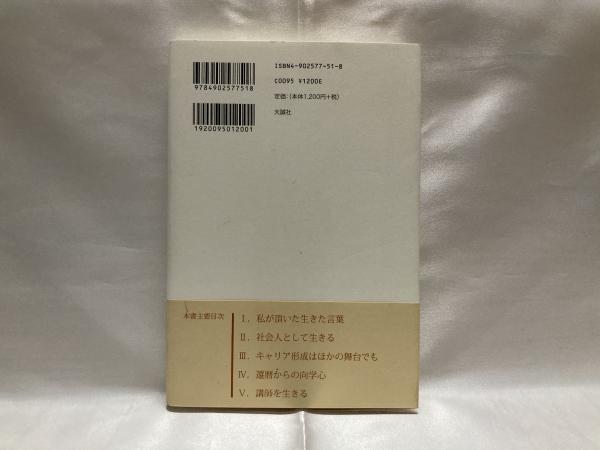 9784902577518
1920095012001
ISBN4-902577-51-8
C0095 ¥1200E
定価:(本体1,200円+税)
大誠社
本書主要目次
Ⅰ. 私が頂いた生きた言葉
Ⅱ. 社会人として生きる
Ⅲ. キャリア形成はほかの舞台でも
Ⅳ. 還暦からの向学心
Ⅴ. 講師を生きる